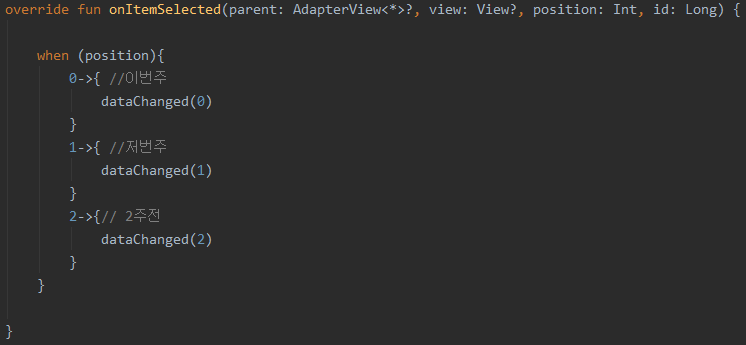 override fun onItemSelected(parent: AdapterView<*>?, view: View?, position: Int, id: Long) {
when (position){
0->{ //이번주
dataChanged(0)
}
1->{ //저번주
dataChanged(1)
}
2->{// 2주전
dataChanged(2)
}
}
}